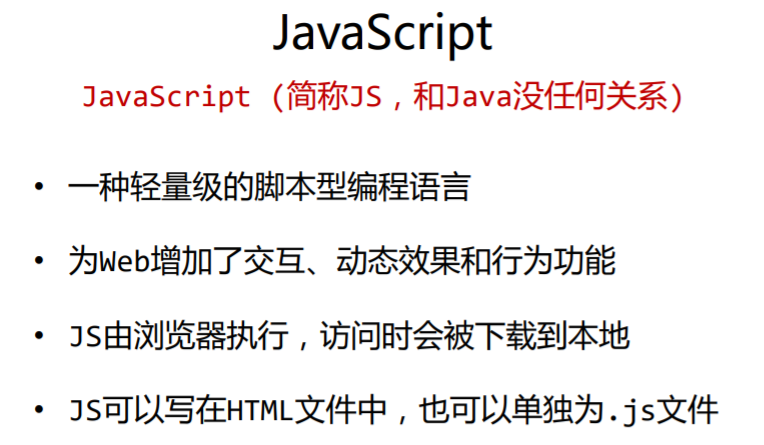 JavaScript
JavaScript（简称JS，和Java没任何关系）
• 一种轻量级的脚本型编程语言
• 为Web增加了交互、动态效果和行为功能
• JS由浏览器执行，访问时会被下载到本地
• JS可以写在HTML文件中，也可以单独为.js文件